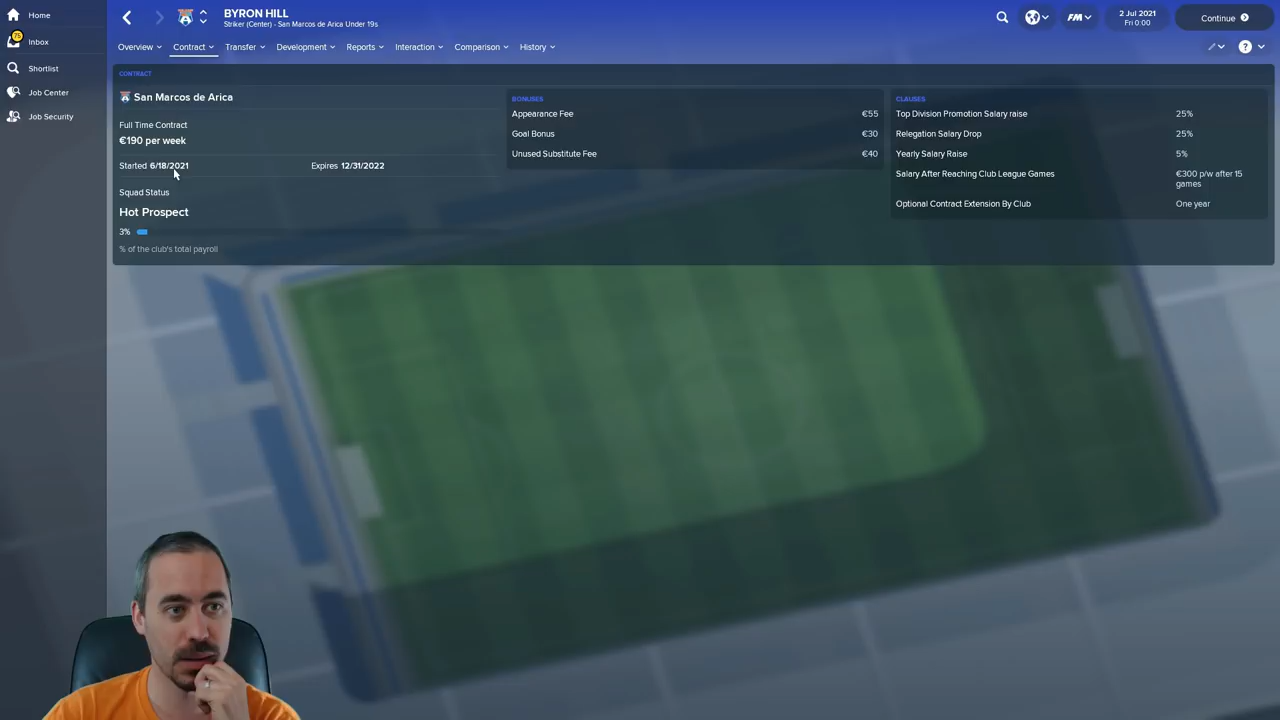 Home
75
Inbox
Shortlist
Job Center
Job Security
BYRON HILL
Striker (Center) - San Marcos de Arica Under 19s
FM
2 Jul 2021
Fri 0:00
Continue
Overview
Contract
Transfer
Development
Reports
Interaction
Comparison
History
?
CONTRACT
San Marcos de Arica
Full Time Contract
€190 per week
Started 6/18/2021
Expires 12/31/2022
Squad Status
Hot Prospect
3%
% of the club's total payroll
BONUSES
Appearance Fee €55
Goal Bonus €30
Unused Substitute Fee €40
CLAUSES
Top Division Promotion Salary raise 25%
Relegation Salary Drop 25%
Yearly Salary Raise 5%
Salary After Reaching Club League Games €300 p/w after 15
games
Optional Contract Extension By Club One year